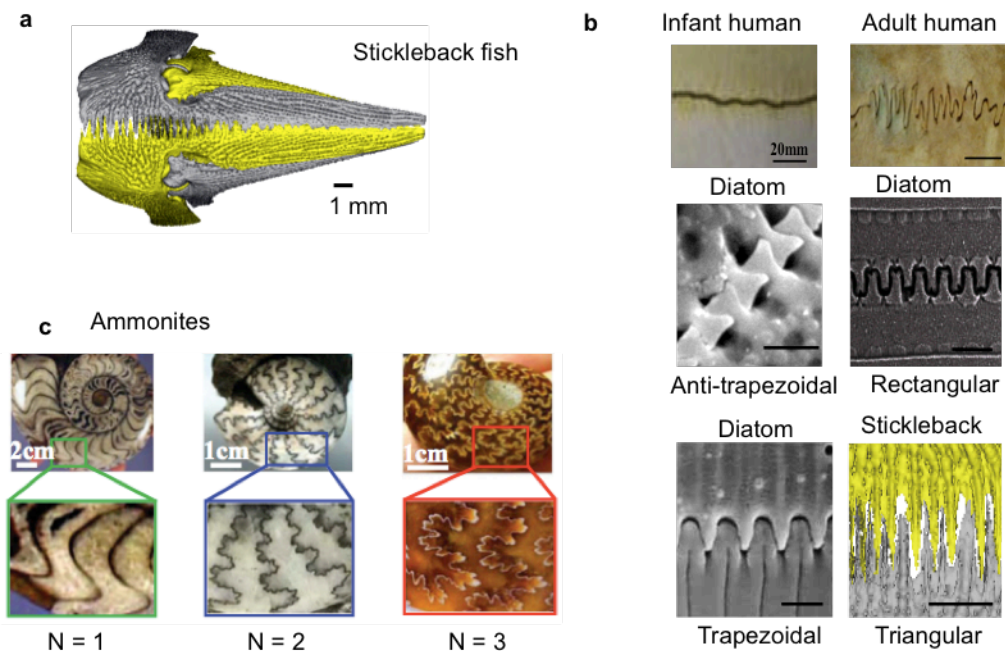 a
Stickleback fish
1 mm
b
Infant human
Adult human
20mm
Diatom
Diatom
Anti-trapezoidal
Rectangular
Diatom
Stickleback
Trapezoidal
Triangular
c
Ammonites
2cm
1cm
1cm
N = 1
N = 2
N = 3